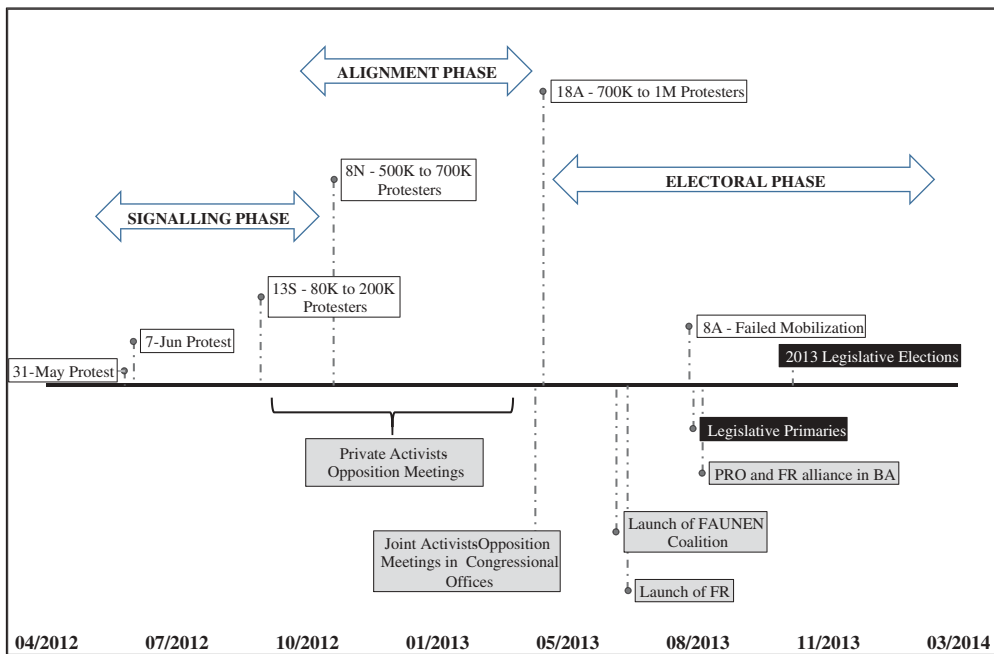 ALIGNMENT PHASE
18A - 700K to 1M Protesters
8N - 500K to 700K
Protesters
ELECTORAL PHASE
SIGNALLING PHASE
13S - 80K to 200K
Protesters
7-Jun Protest
8A - Failed Mobilization
31-May Protest
2013 Legislative Elections
Legislative Primaries
Private Activists
Opposition Meetings
PRO and FR alliance in BA
Joint ActivistsOpposition
Meetings in Congressional
Offices
Launch of FAUNEN
Coalition
Launch of FR
04/2012 07/2012 10/2012 01/2013 05/2013 08/2013 11/2013 03/2014